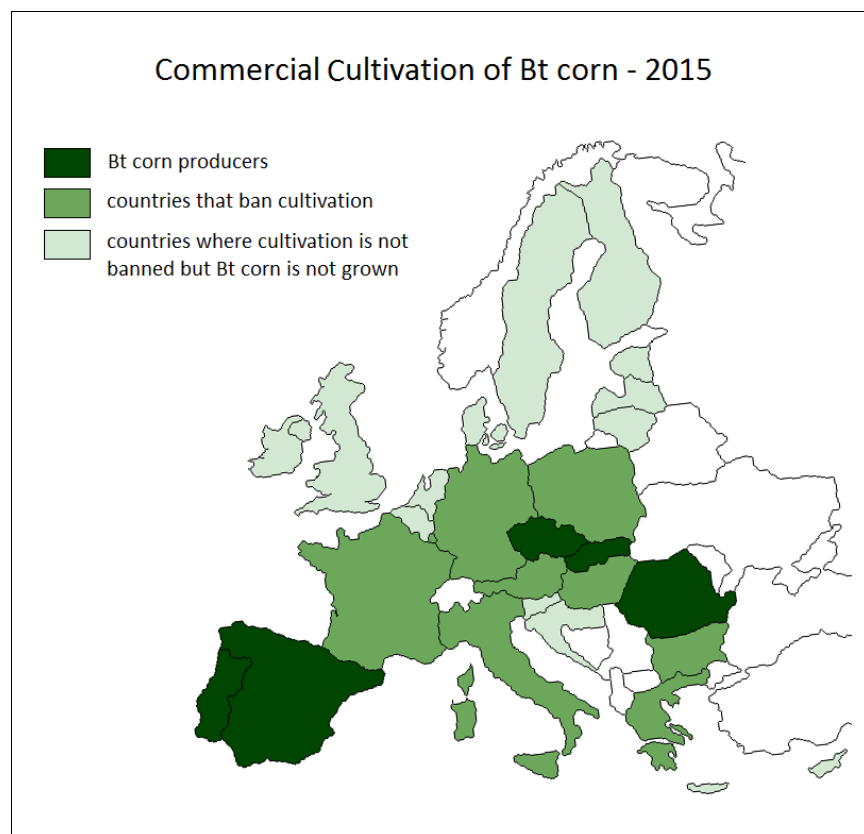 Commercial Cultivation of Bt corn - 2015
Bt corn producers
countries that ban cultivation
countries where cultivation is not
banned but Bt corn is not grown